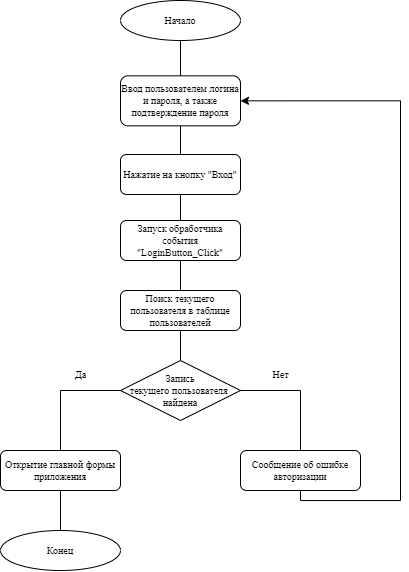 Начало
Ввод пользователем логина
и пароля, а также
подтверждение пароля
Нажатие на кнопку "Вход"
Запуск обработчика
события
"LoginButton_Click"
Поиск текущего
пользователя в таблице
пользователей
Да
Запись
текущего пользователя
найдена
Нет
Открытие главной формы
приложения
Сообщение об ошибке
авторизации
Конец